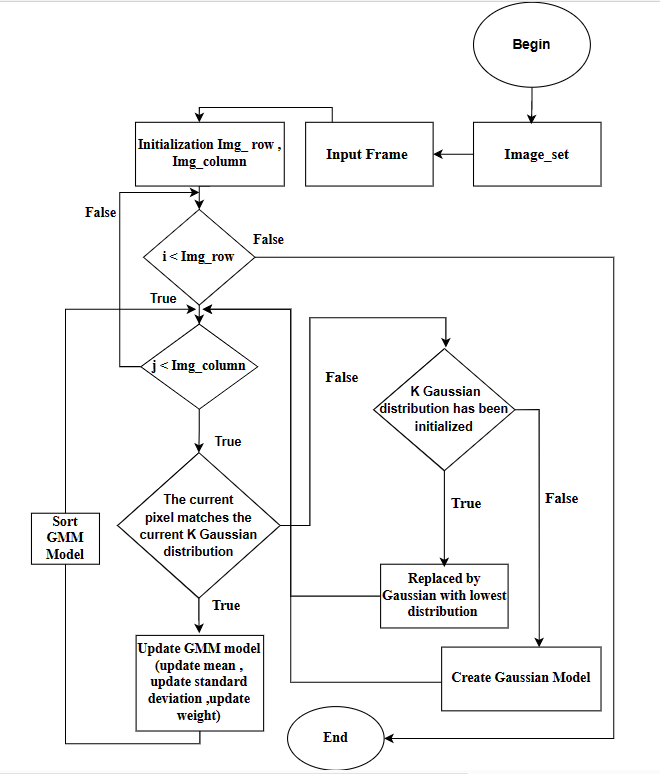 Begin
Initialization Img_ row ,
Img_column
Input Frame
Image_set
False
i < Img_row
False
True
j < Img_column
False
K Gaussian
distribution has been
initialized
True
The current
pixel matches the
current K Gaussian
distribution
True
False
Sort
GMM
Model
Replaced by
Gaussian with lowest
distribution
True
Update GMM model
(update mean ,
update standard
deviation ,update
weight)
Create Gaussian Model
End